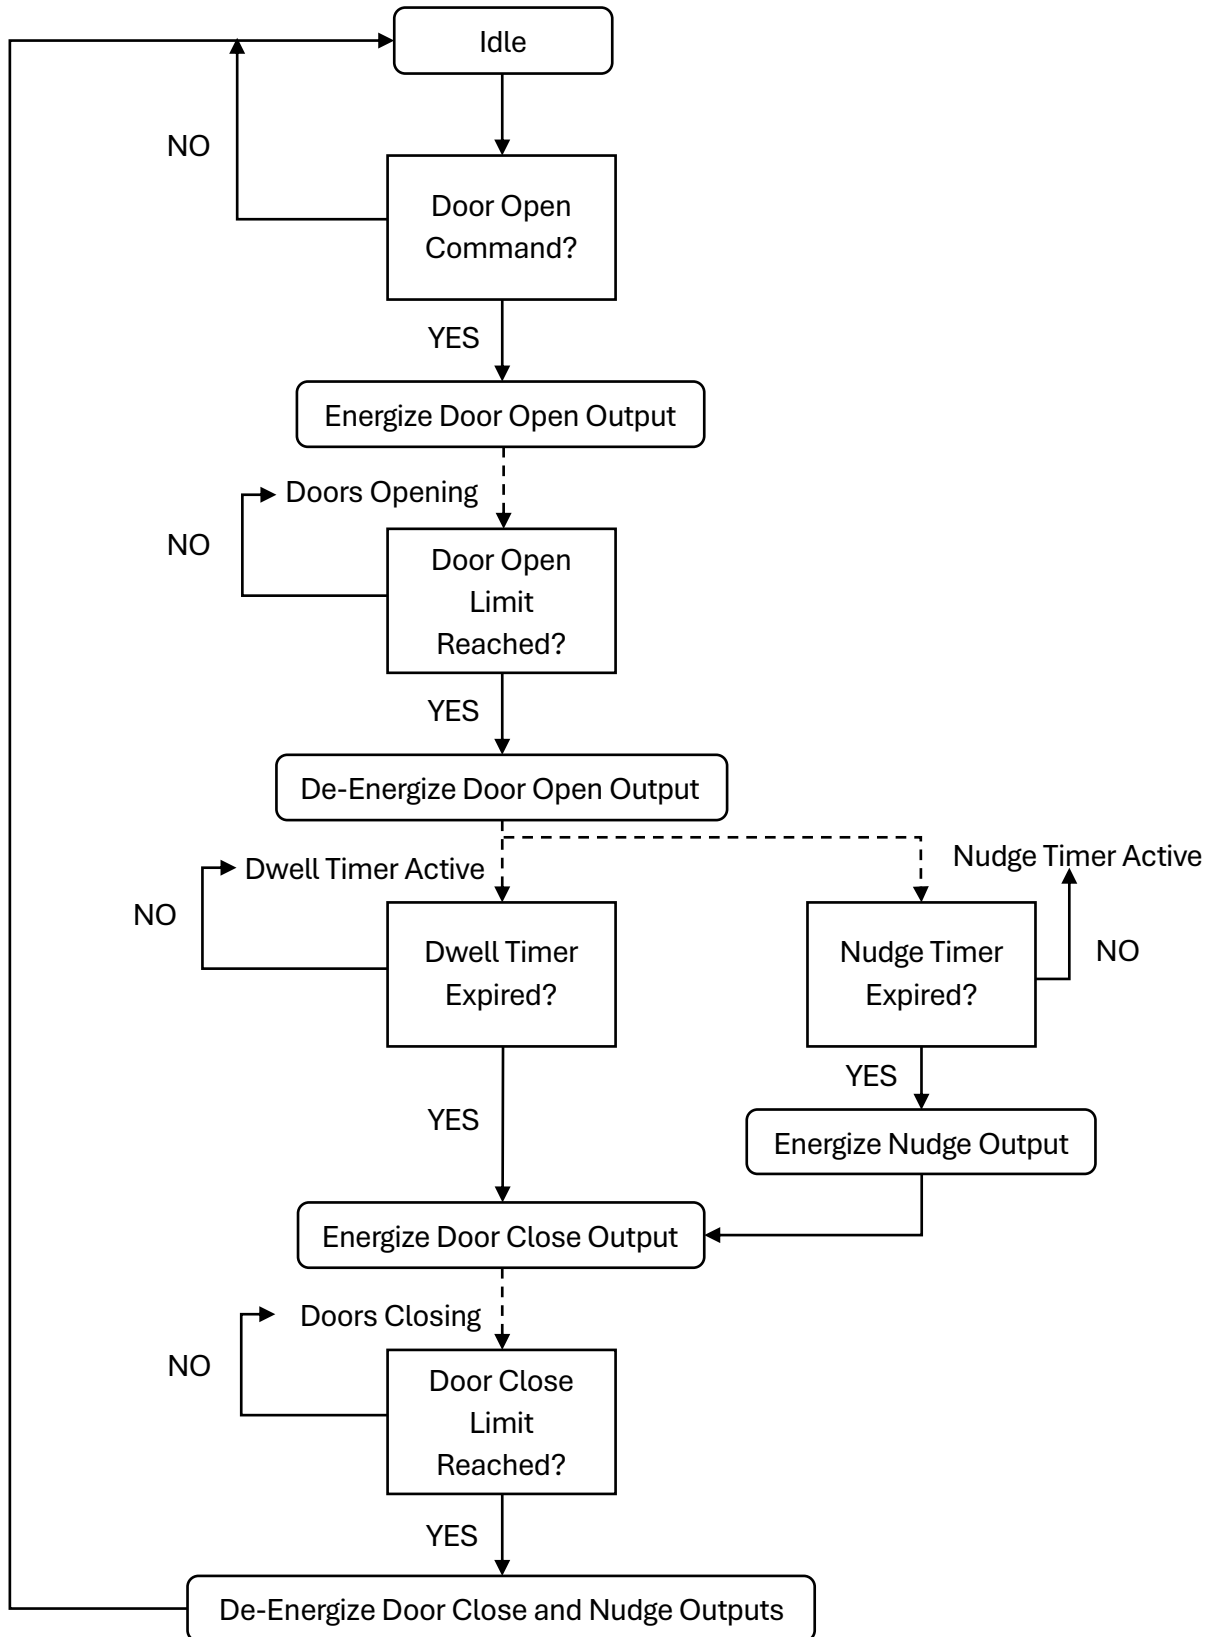 Idle
NO
Door Open
Command?
YES
Energize Door Open Output
Doors Opening
NO
Door Open
Limit
Reached?
YES
De-Energize Door Open Output
Dwell Timer Active
Nudge Timer Active
NO
Dwell Timer
Expired?
Nudge Timer
Expired?
NO
YES
YES
Energize Nudge Output
Energize Door Close Output
Doors Closing
NO
Door Close
Limit
Reached?
YES
De-Energize Door Close and Nudge Outputs